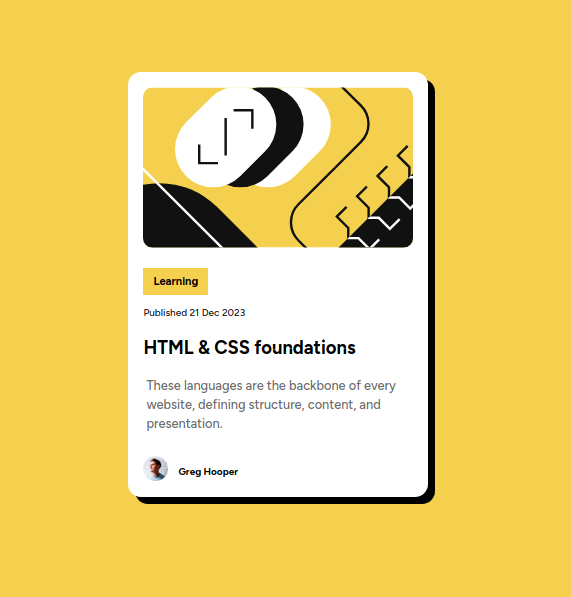 Learning
Published 21 Dec 2023
HTML & CSS foundations
These languages are the backbone of every
website, defining structure, content, and
presentation.
Greg Hooper